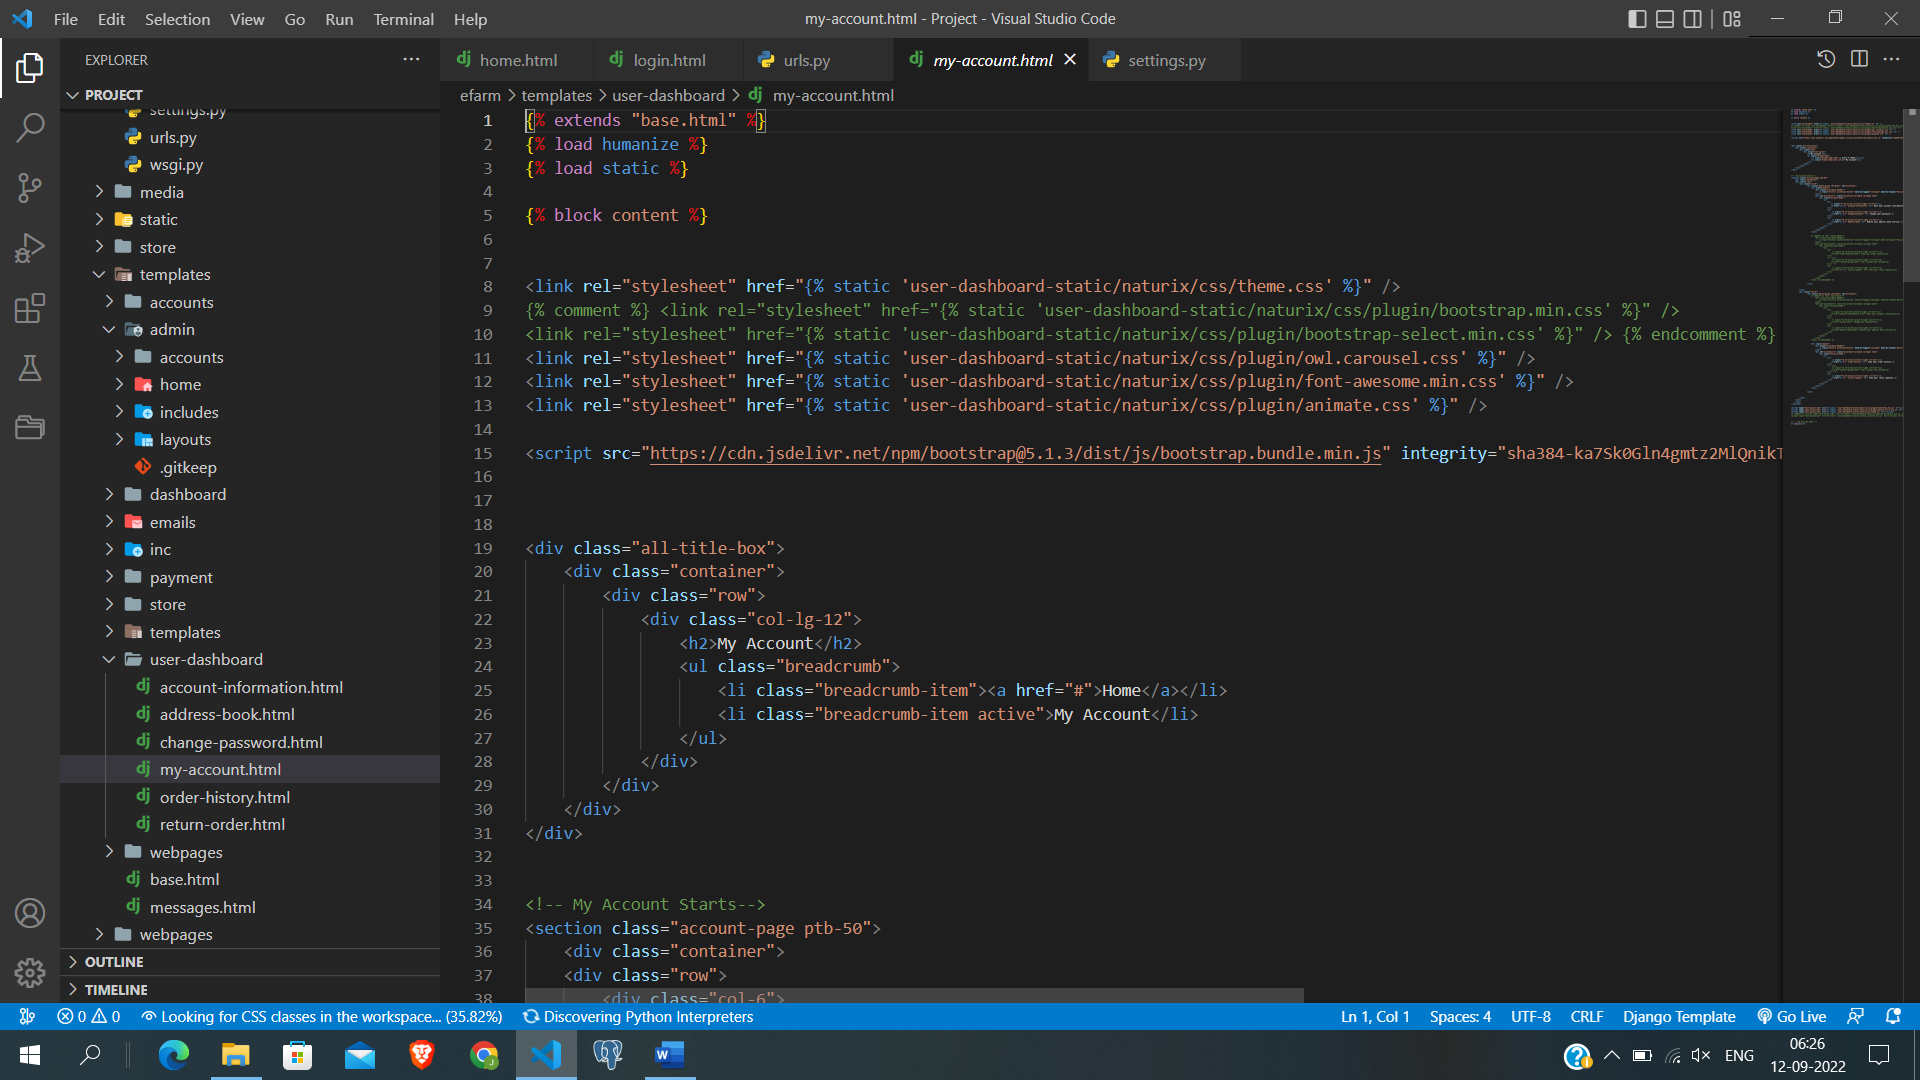 File Edit Selection View Go Run Terminal Help
my-account.html - Project - Visual Studio Code
EXPLORER
PROJECT
settings.py
urls.py
wsgi.py
media
static
store
templates
accounts
admin
accounts
home
includes
layouts
.gitkeep
dashboard
emails
inc
payment
store
templates
user-dashboard
account-information.html
address-book.html
change-password.html
my-account.html
order-history.html
return-order.html
webpages
base.html
messages.html
webpages
OUTLINE
TIMELINE
home.html login.html urls.py my-account.html settings.py
efarm > templates > user-dashboard > my-account.html
1 {% extends "base.html" %}
2 {% load humanize %}
3 {% load static %}
4
5 {% block content %}
6
7
8 <link rel="stylesheet" href="{% static 'user-dashboard-static/naturix/css/theme.css' %}" />
9 {% comment %} <link rel="stylesheet" href="{% static 'user-dashboard-static/naturix/css/plugin/bootstrap.min.css' %}" />
10 <link rel="stylesheet" href="{% static 'user-dashboard-static/naturix/css/plugin/bootstrap-select.min.css' %}" /> {% endcomment %}
11 <link rel="stylesheet" href="{% static 'user-dashboard-static/naturix/css/plugin/owl.carousel.css' %}" />
12 <link rel="stylesheet" href="{% static 'user-dashboard-static/naturix/css/plugin/font-awesome.min.css' %}" />
13 <link rel="stylesheet" href="{% static 'user-dashboard-static/naturix/css/plugin/animate.css' %}" />
14
15 <script src="https://cdn.jsdelivr.net/npm/bootstrap@5.1.3/dist/js/bootstrap.bundle.min.js" integrity="sha384-ka7Sk0Gln4gmtz2MlQnikT
16
17
18
19 <div class="all-title-box">
20 <div class="container">
21 <div class="row">
22 <div class="col-lg-12">
23 <h2>My Account</h2>
24 <ul class="breadcrumb">
25 <li class="breadcrumb-item"><a href="#">Home</a></li>
26 <li class="breadcrumb-item active">My Account</li>
27 </ul>
28 </div>
29 </div>
30 </div>
31 </div>
32
33
34 <!-- My Account Starts-->
35 <section class="account-page ptb-50">
36 <div class="container">
37 <div class="row">
38 <div class="col-6">
0 0 Looking for CSS classes in the workspace... (35.82%) Discovering Python Interpreters
Ln 1, Col 1 Spaces: 4 UTF-8 CRLF Django Template Go Live
ENG
06:26
12-09-2022